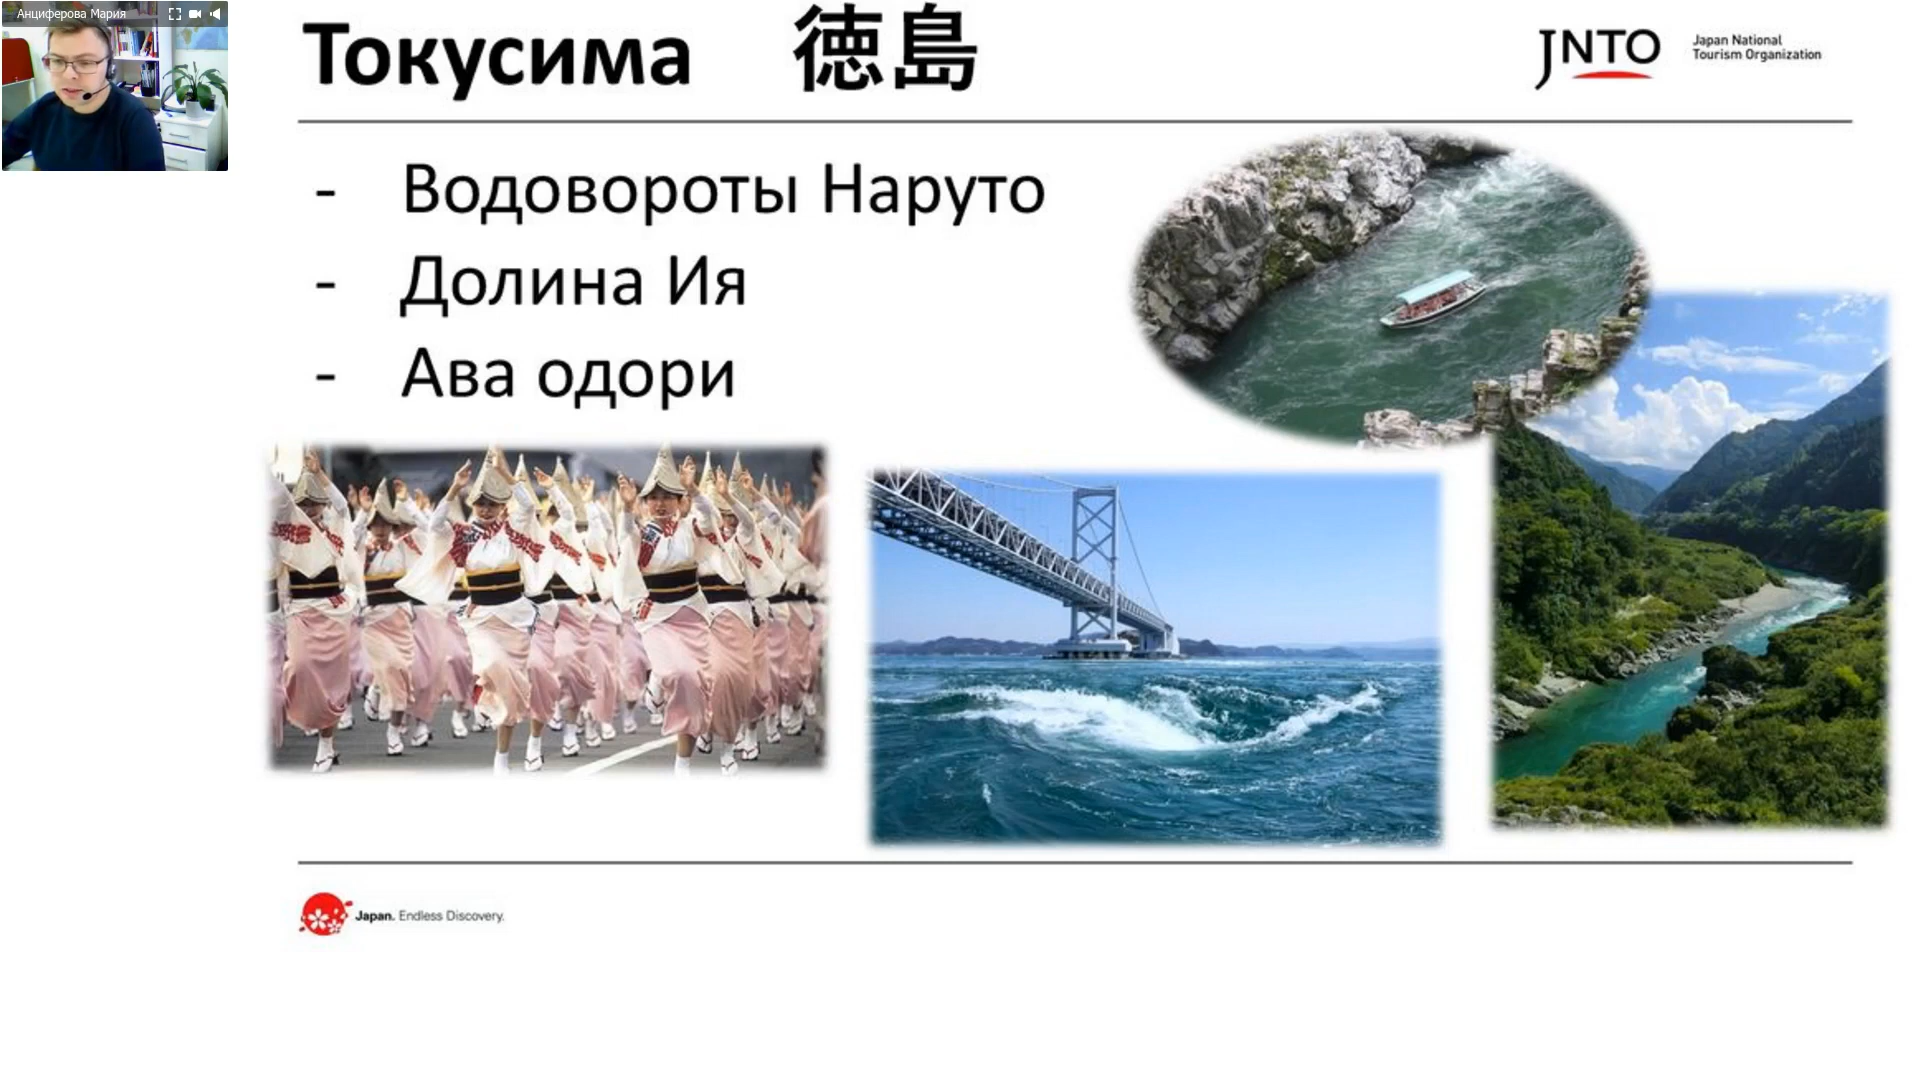 Анциферова Мария
Токусима 徳島
JNTO Japan National
Tourism Organization
- Водовороты Наруто
- Долина Ия
- Ава одори
Japan. Endless Discovery.